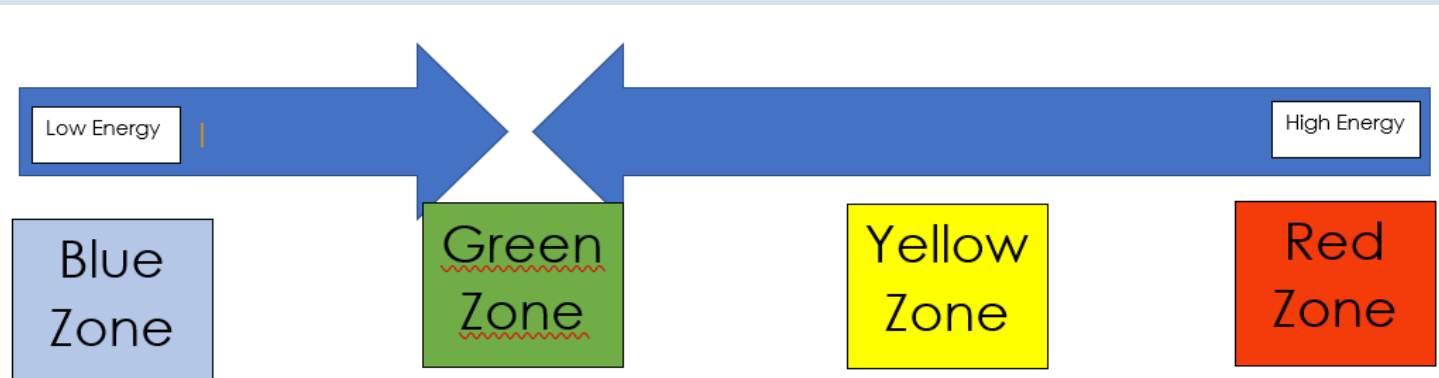 Low Energy
High Energy
Blue
Zone
Green
Zone
Yellow
Zone
Red
Zone